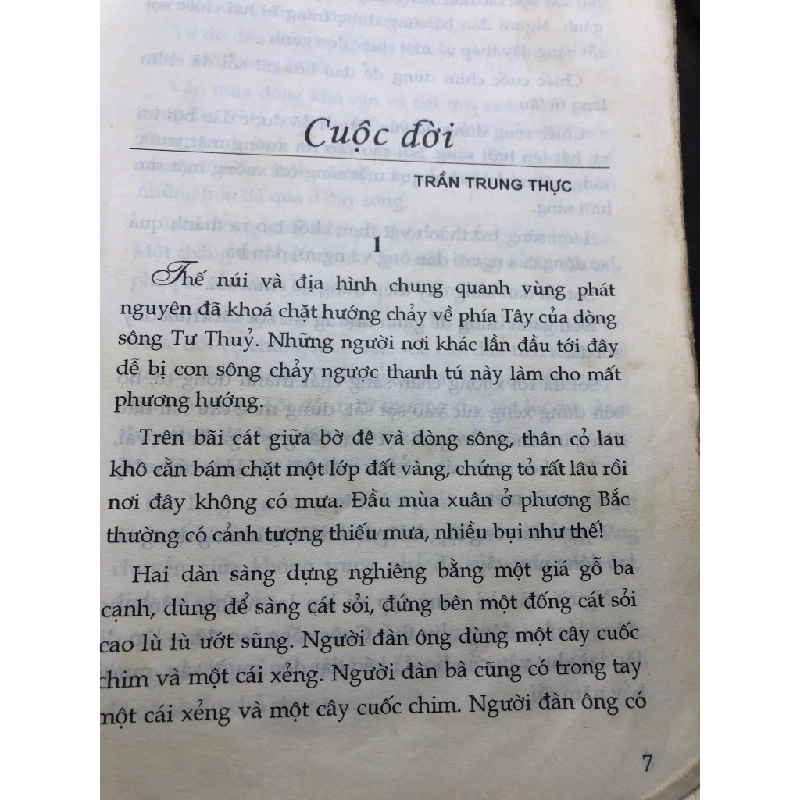 Cuộc đời
TRẦN TRUNG THỰC
1
Thế núi và địa hình chung quanh vùng phát
nguyên đã khoá chặt hướng chảy về phía Tây của dòng
sông Tư Thuỷ. Những người nơi khác lần đầu tới đây
dễ bị con sông chảy ngược thanh tú này làm cho mất
phương hướng.
Trên bãi cát giữa bờ đê và dòng sông, thân cỏ lau
khô cằn bám chặt một lớp đất vàng, chứng tỏ rất lâu rồi
nơi đây không có mưa. Đầu mùa xuân ở phương Bắc
thường có cảnh tượng thiếu mưa, nhiều bụi như thế!
Hai dàn sàng dựng nghiêng bằng một giá gỗ ba
cạnh, dùng để sàng cát sỏi, đứng bên một đống cát sỏi
cao lù lù ướt sũng. Người đàn ông dùng một cây cuốc
chim và một cái xẻng. Người đàn bà cũng có trong tay
một cái xẻng và một cây cuốc chim. Người đàn ông có
7